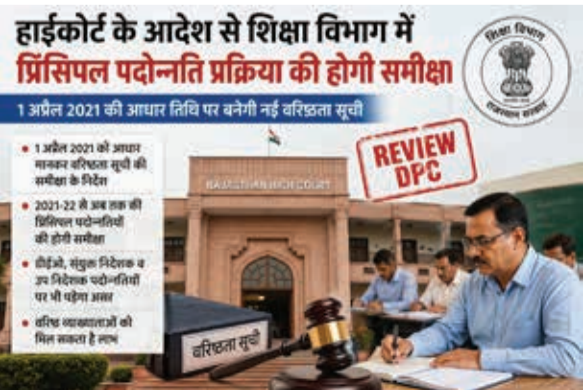 हाईकोर्ट के आदेश से शिक्षा विभाग में
प्रिंसिपल पदोन्नति प्रक्रिया की होगी समीक्षा
1 अप्रैल 2021 की आधार तिथि पर बनेगी नई वरिष्ठता सूची
शिक्षा विभाग
राजस्थान सरकार
1 अप्रैल 2021 को आधार
मानकर वरिष्ठता सूची की
समीक्षा के निर्देश
2021-22 से अब तक की
प्रिंसिपल पदोन्नतियों
की होगी समीक्षा
डीईओ, संयुक्त निदेशक व
उप निदेशक पदोन्नतियों
पर भी पड़ेगा असर
वरिष्ठ व्याख्याताओं को
मिल सकता है लाभ
RAJASTHAN HIGH COURT
REVIEW
DPC
वरिष्ठता सूची